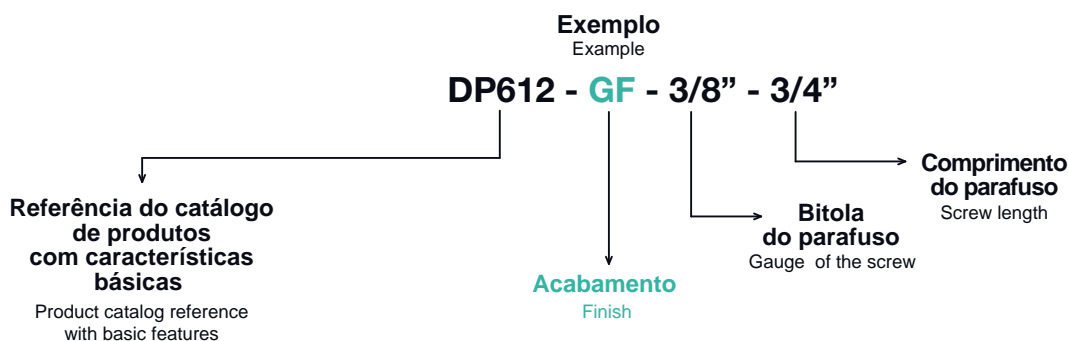 Exemplo
Example
DP612 - GF - 3/8” - 3/4”
Referência do catálogo
de produtos
com características
básicas
Product catalog reference
with basic features
Acabamento
Finish
Bitola
do parafuso
Gauge of the screw
Comprimento
do parafuso
Screw length